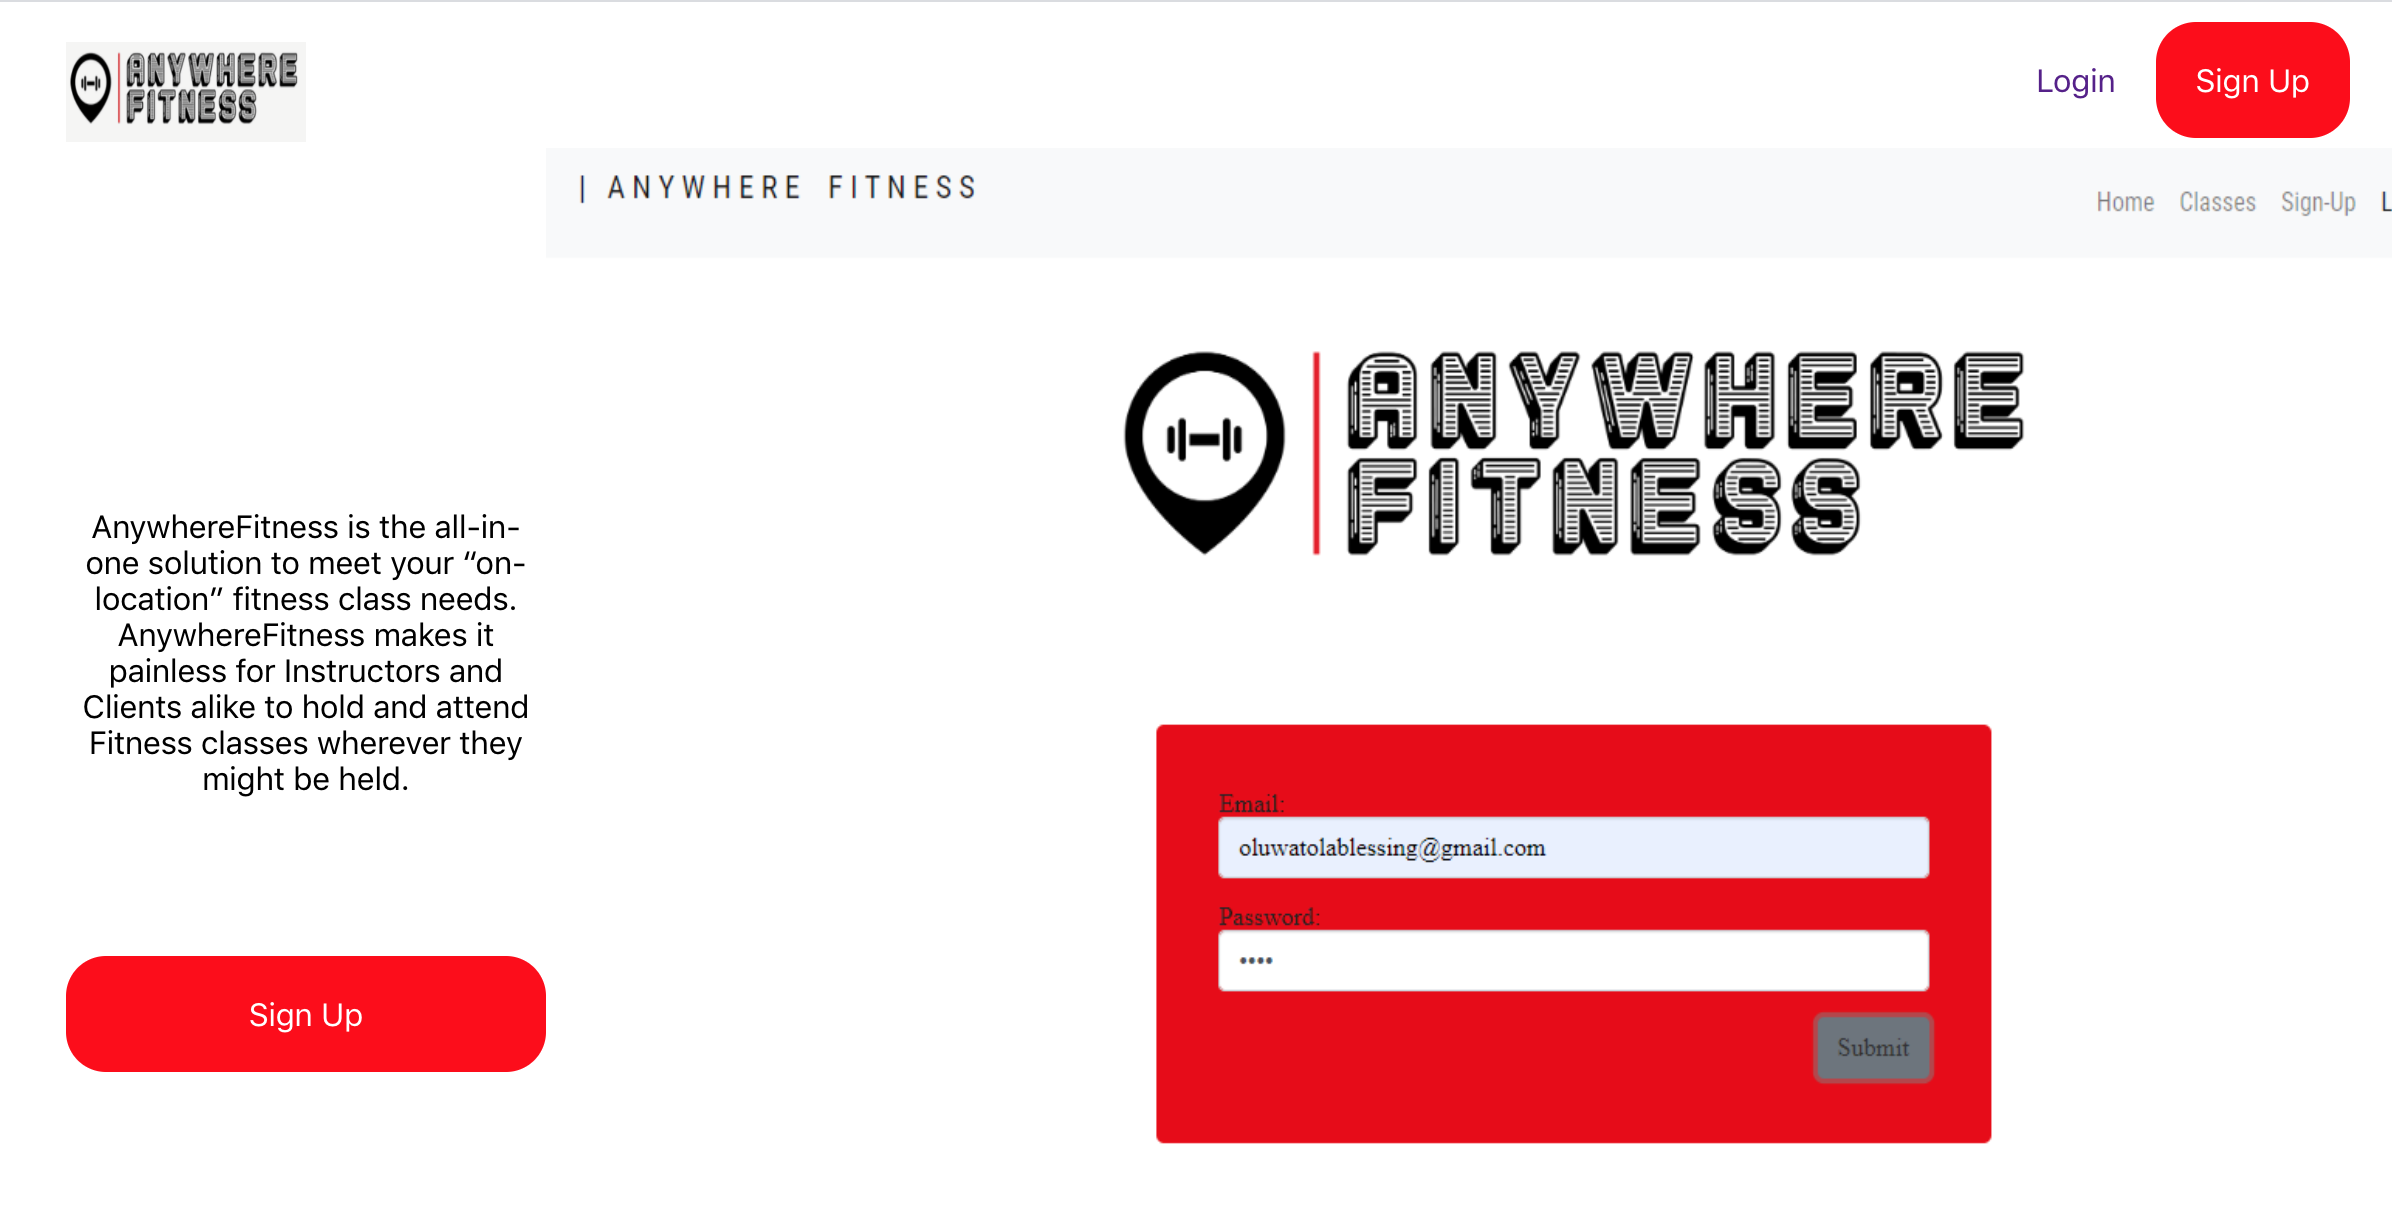 ANYWHERE
FITNESS
Login
Sign Up
| ANYWHERE FITNESS
Home Classes Sign-Up L
ANYWHERE
FITNESS
AnywhereFitness is the all-in-
one solution to meet your “on-
location” fitness class needs.
AnywhereFitness makes it
painless for Instructors and
Clients alike to hold and attend
Fitness classes wherever they
might be held.
Sign Up
Email:
oluwatolablessing@gmail.com
Password:
••••
Submit